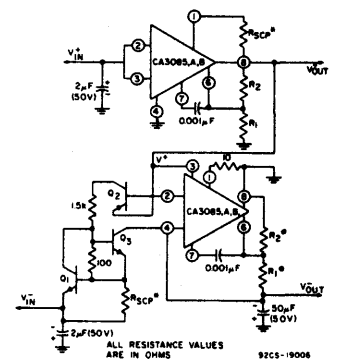 1
RSCP*
V+IN
2
3
CA3085,A,B
8
VOUT
6
R2
2µF
(50V)
4
7
0.001µF
R1
V+
3
1
10
Q2
2
CA3085,A,B
8
1.5k
Q3
4
6
R2*
100
7
0.001µF
R1*
Q1
RSCP*
VOUT
V-IN
50µF
(50V)
2µF(50V)
ALL RESISTANCE VALUES
ARE IN OHMS
92CS-19006